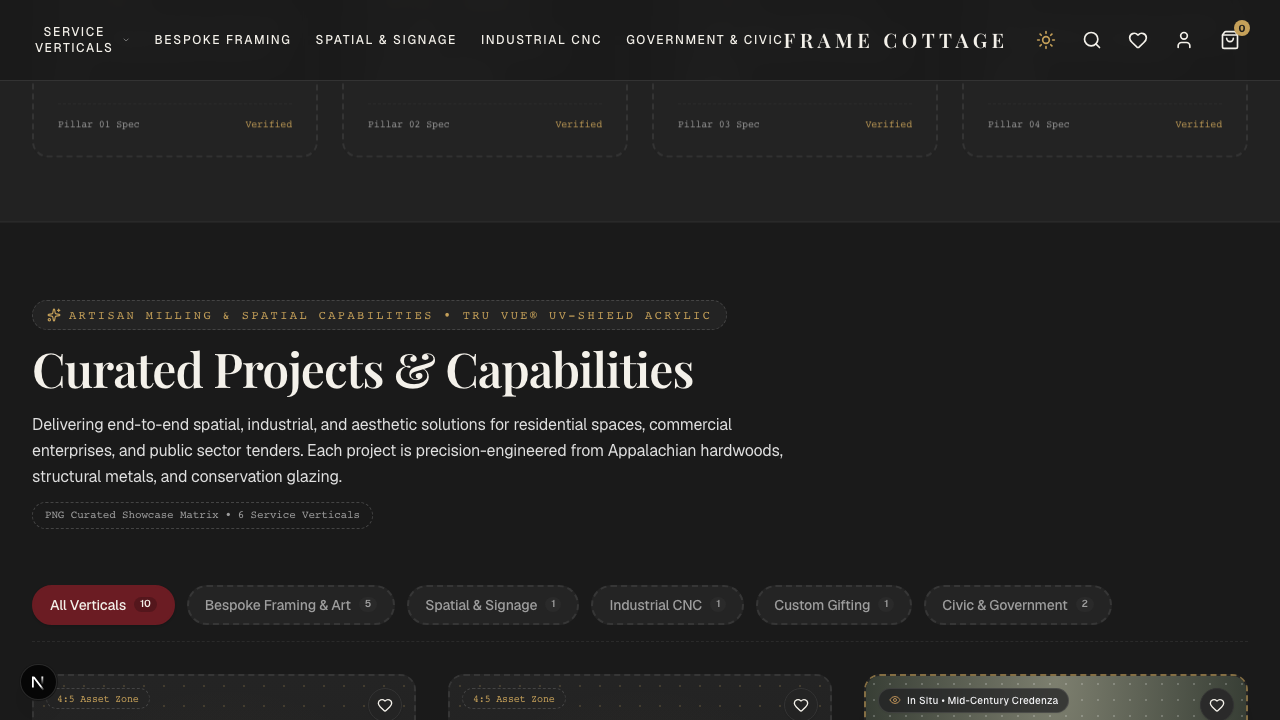 SERVICE
VERTICALS
BESPOKE FRAMING
SPATIAL & SIGNAGE
INDUSTRIAL CNC
GOVERNMENT & CIVIC
FRAME COTTAGE
0
Pillar 01 Spec
Verified
Pillar 02 Spec
Verified
Pillar 03 Spec
Verified
Pillar 04 Spec
Verified
ARTISAN MILLING & SPATIAL CAPABILITIES • TRU VUE® UV-SHIELD ACRYLIC
Curated Projects & Capabilities
Delivering end-to-end spatial, industrial, and aesthetic solutions for residential spaces, commercial
enterprises, and public sector tenders. Each project is precision-engineered from Appalachian hardwoods,
structural metals, and conservation glazing.
PNG Curated Showcase Matrix • 6 Service Verticals
All Verticals 10
Bespoke Framing & Art 5
Spatial & Signage 1
Industrial CNC 1
Custom Gifting 1
Civic & Government 2
N
4:5 Asset Zone
4:5 Asset Zone
In Situ • Mid-Century Credenza